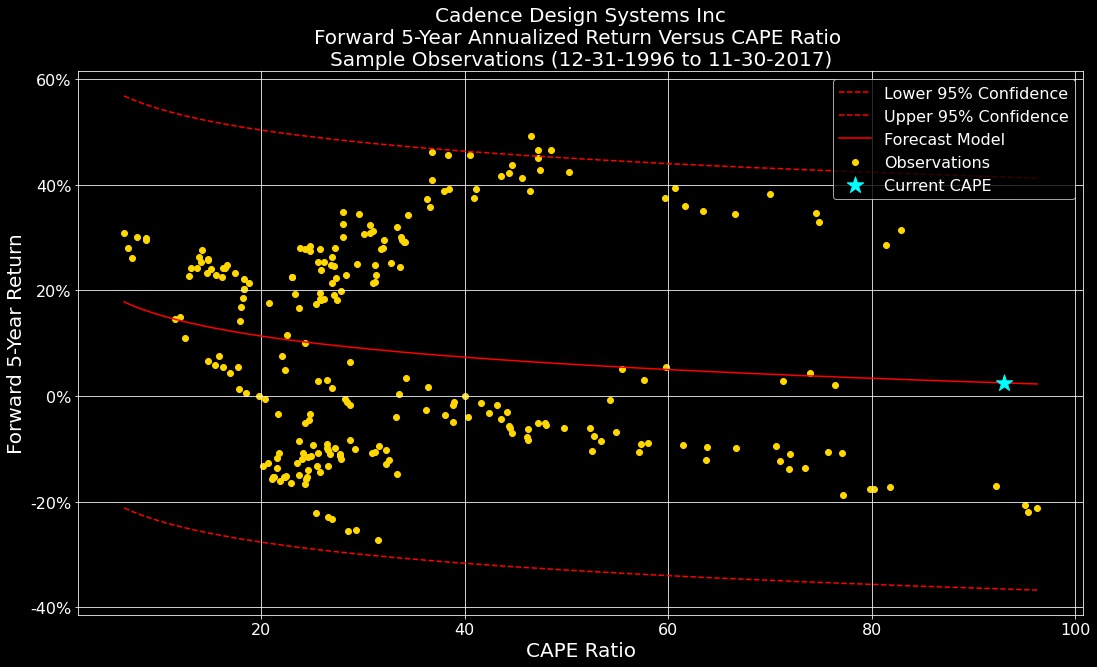 Cadence Design Systems Inc
Forward 5-Year Annualized Return Versus CAPE Ratio
Sample Observations (12-31-1996 to 11-30-2017)
60%
40%
20%
0%
-20%
-40%
Forward 5-Year Return
Lower 95% Confidence
Upper 95% Confidence
Forecast Model
Observations
Current CAPE
20
40
60
80
100
CAPE Ratio